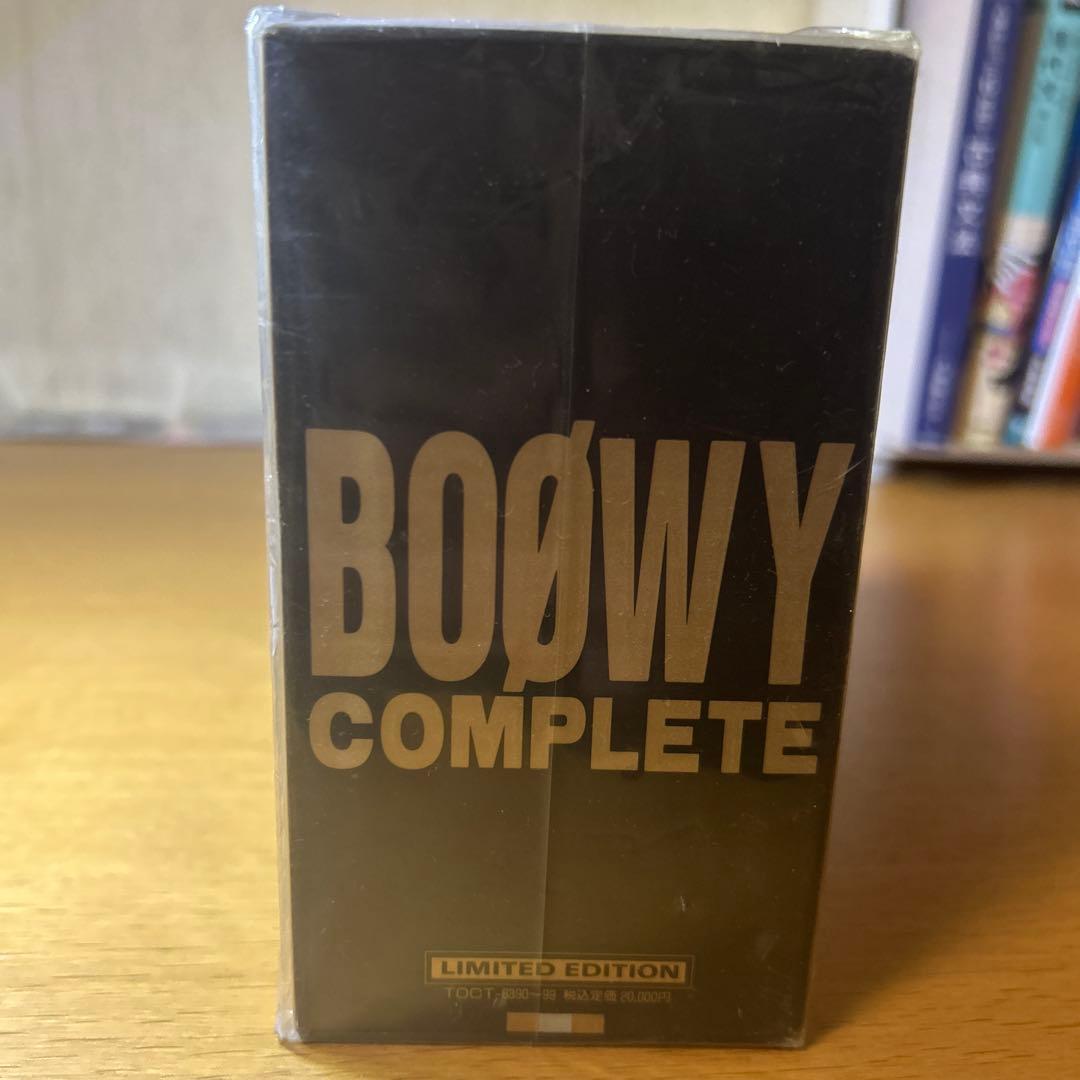 BOØWY
COMPLETE
LIMITED EDITION
TOCT-6390~99 税込定価 20,000円